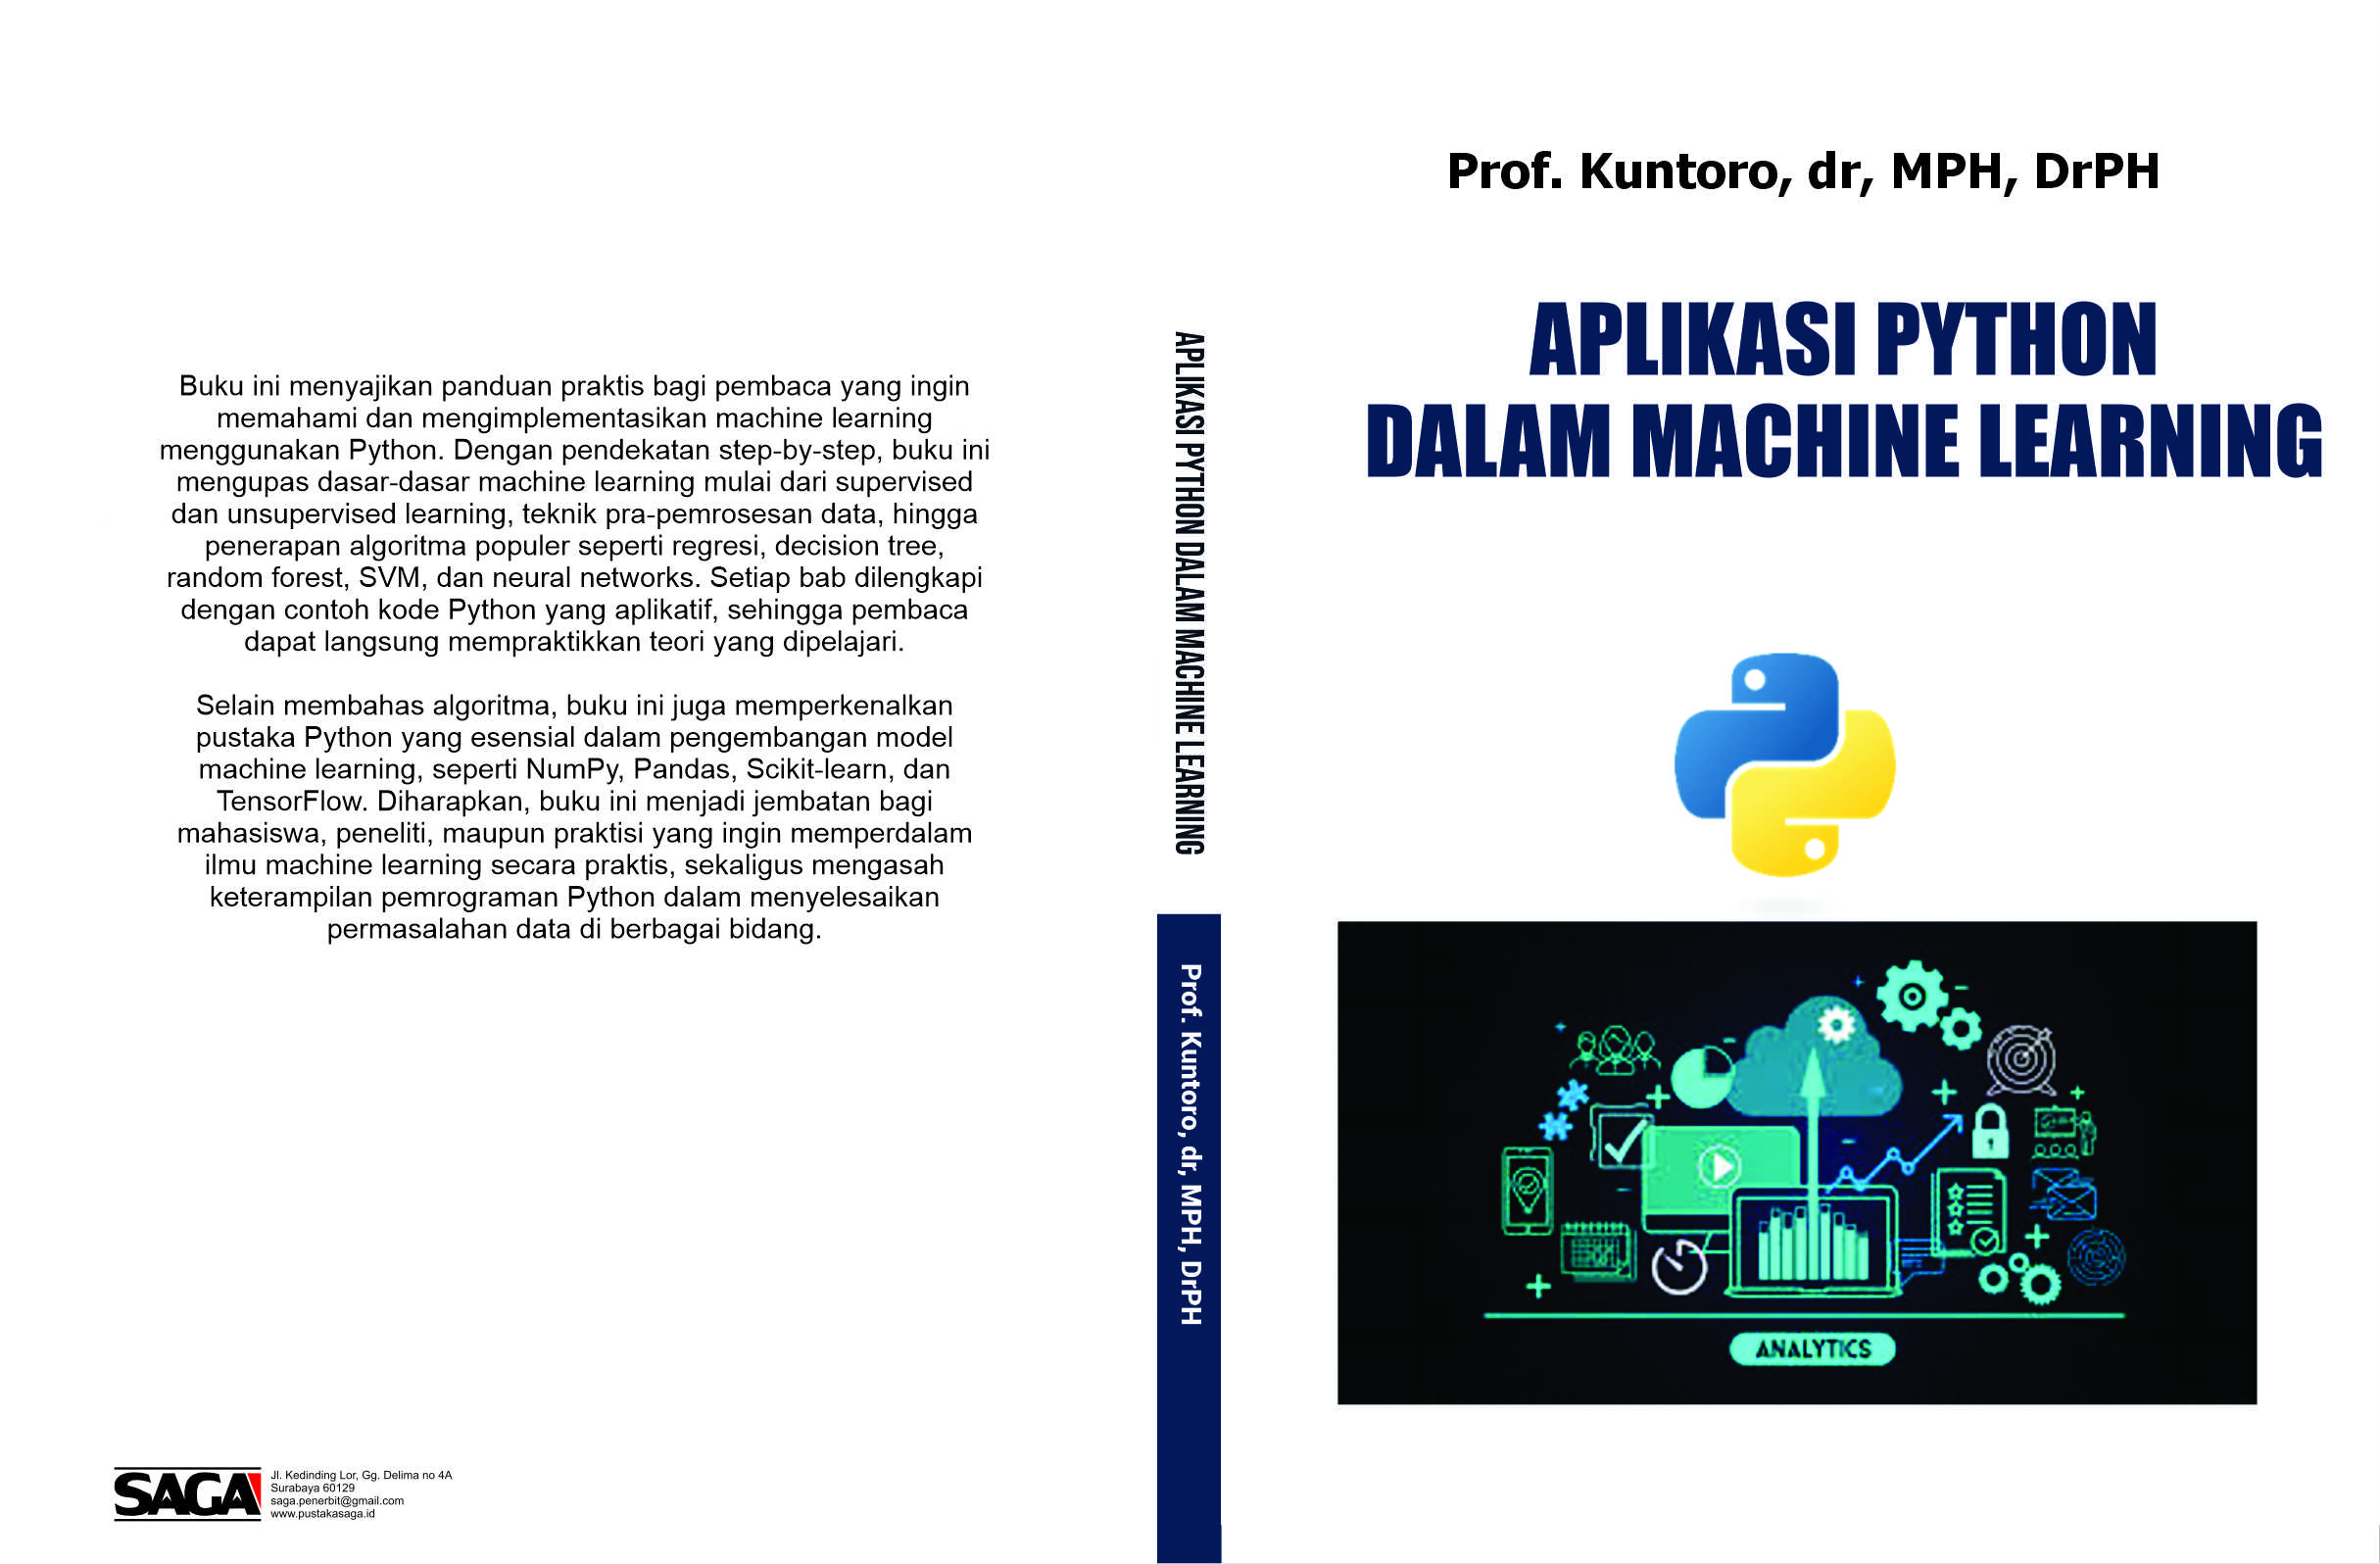 Buku ini menyajikan panduan praktis bagi pembaca yang ingin
memahami dan mengimplementasikan machine learning
menggunakan Python. Dengan pendekatan step-by-step, buku ini
mengupas dasar-dasar machine learning mulai dari supervised
dan unsupervised learning, teknik pra-pemrosesan data, hingga
penerapan algoritma populer seperti regresi, decision tree,
random forest, SVM, dan neural networks. Setiap bab dilengkapi
dengan contoh kode Python yang aplikatif, sehingga pembaca
dapat langsung mempraktikkan teori yang dipelajari.
Selain membahas algoritma, buku ini juga memperkenalkan
pustaka Python yang esensial dalam pengembangan model
machine learning, seperti NumPy, Pandas, Scikit-learn, dan
TensorFlow. Diharapkan, buku ini menjadi jembatan bagi
mahasiswa, peneliti, maupun praktisi yang ingin memperdalam
ilmu machine learning secara praktis, sekaligus mengasah
keterampilan pemrograman Python dalam menyelesaikan
permasalahan data di berbagai bidang.
SAGA
Jl. Kedinding Lor, Gg. Delima no 4A
Surabaya 60129
saga.penerbit@gmail.com
www.pustakasaga.id
APLIKASI PYTHON DALAM MACHINE LEARNING
Prof. Kuntoro, dr, MPH, DrPH
Prof. Kuntoro, dr, MPH, DrPH
APLIKASI PYTHON
DALAM MACHINE LEARNING
ANALYTICS